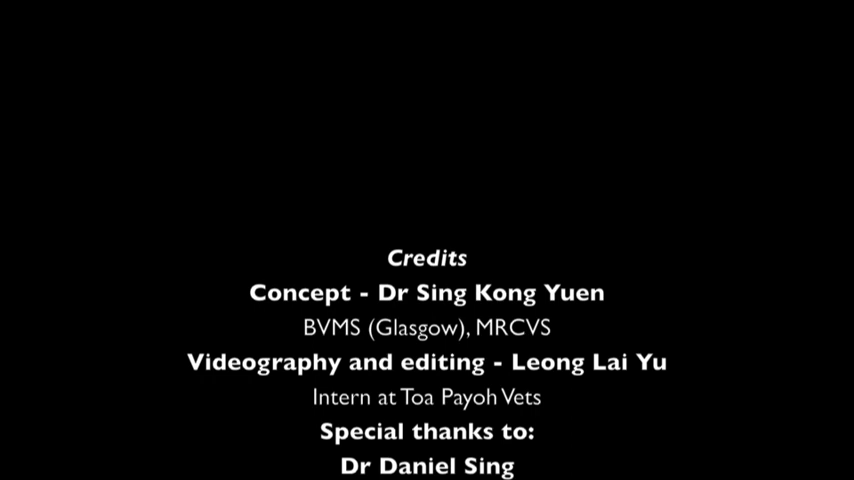 Credits
Concept - Dr Sing Kong Yuen
BVMS (Glasgow), MRCVS
Videography and editing - Leong Lai Yu
Intern at Toa Payoh Vets
Special thanks to:
Dr Daniel Sing